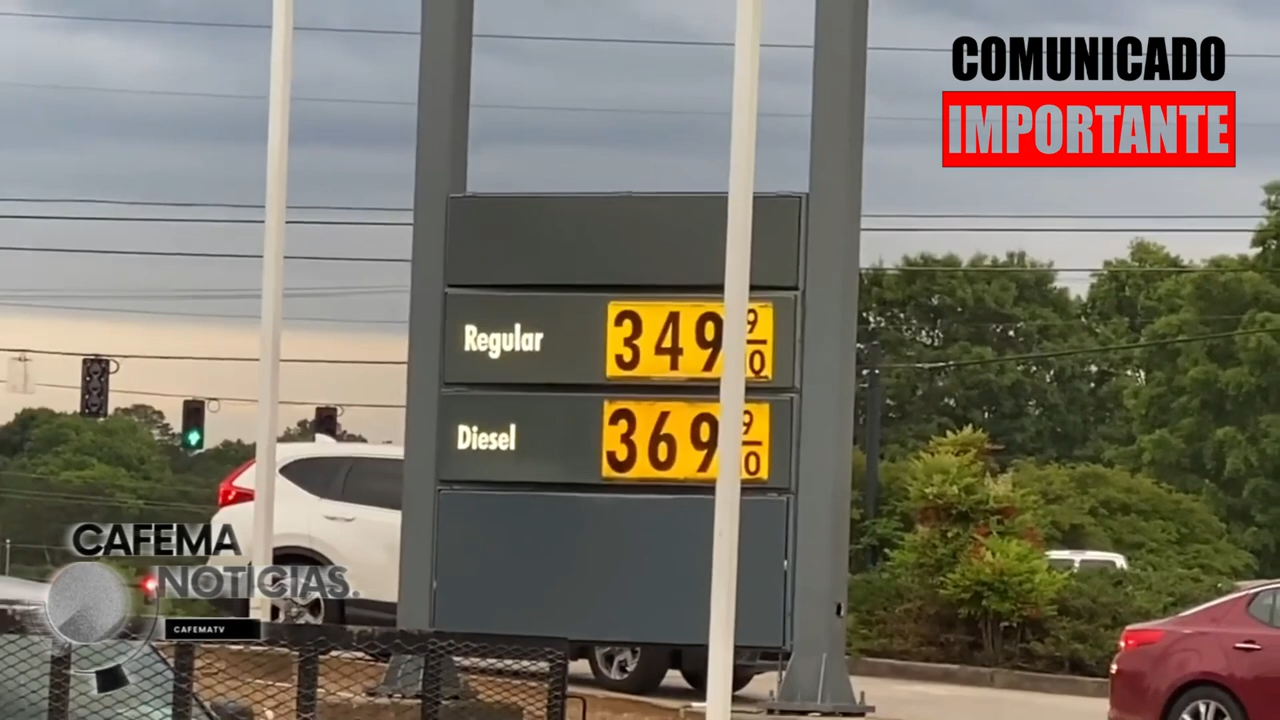 COMUNICADO
IMPORTANTE
Regular 349 9/10
Diesel 369 9/10
CAFEMA
NOTICIAS.
CAFEMATV